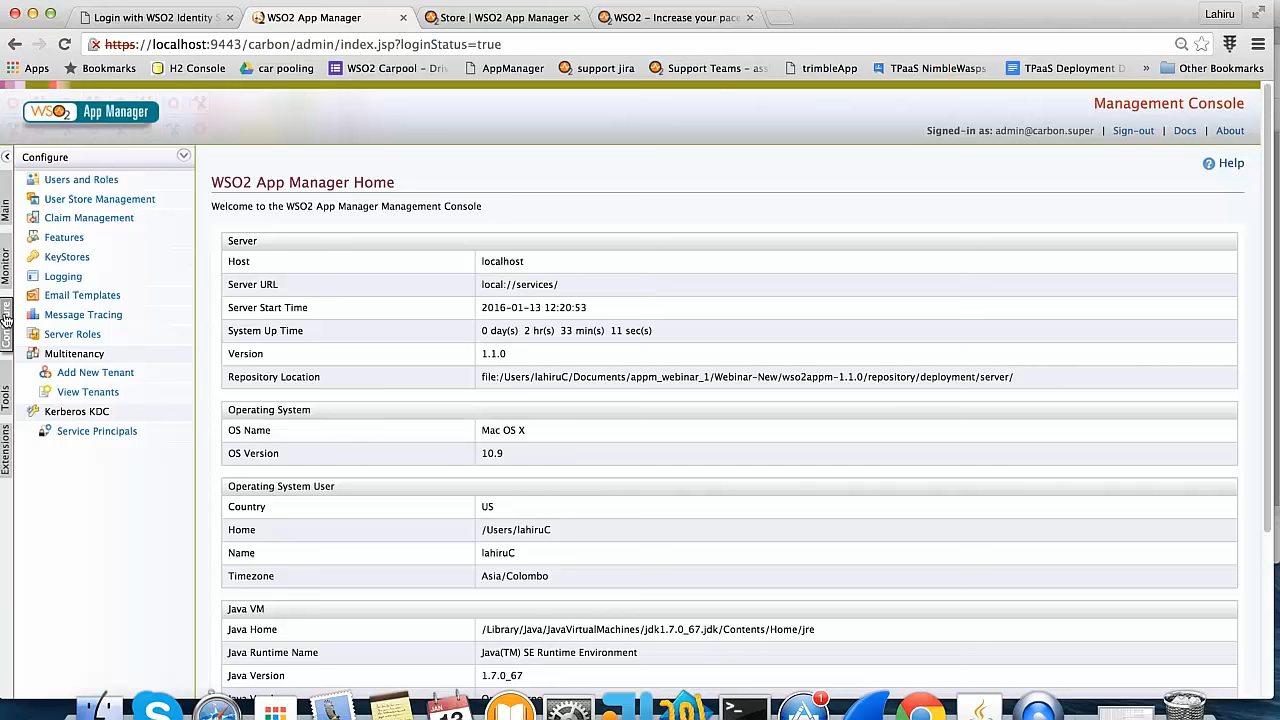 Login with WSO2 Identity S
WSO2 App Manager
Store | WSO2 App Manager
WSO2 – Increase your pace
Lahiru
https://localhost:9443/carbon/admin/index.jsp?loginStatus=true
Apps
Bookmarks
H2 Console
car pooling
WSO2 Carpool - Dri
AppManager
support jira
Support Teams - ass
trimbleApp
TPaaS NimbleWasps
TPaaS Deployment D
»
Other Bookmarks
WSO2 App Manager
Management Console
Signed-in as: admin@carbon.super | Sign-out | Docs | About
Main
Monitor
Configure
Tools
Extensions
Configure
Users and Roles
User Store Management
Claim Management
Features
KeyStores
Logging
Email Templates
Message Tracing
Server Roles
Multitenancy
Add New Tenant
View Tenants
Kerberos KDC
Service Principals
Help
WSO2 App Manager Home
Welcome to the WSO2 App Manager Management Console
Server
Host localhost
Server URL local://services/
Server Start Time 2016-01-13 12:20:53
System Up Time 0 day(s) 2 hr(s) 33 min(s) 11 sec(s)
Version 1.1.0
Repository Location file:/Users/lahiruC/Documents/appm_webinar_1/Webinar-New/wso2appm-1.1.0/repository/deployment/server/
Operating System
OS Name Mac OS X
OS Version 10.9
Operating System User
Country US
Home /Users/lahiruC
Name lahiruC
Timezone Asia/Colombo
Java VM
Java Home /Library/Java/JavaVirtualMachines/jdk1.7.0_67.jdk/Contents/Home/jre
Java Runtime Name Java(TM) SE Runtime Environment
Java Version 1.7.0_67
1